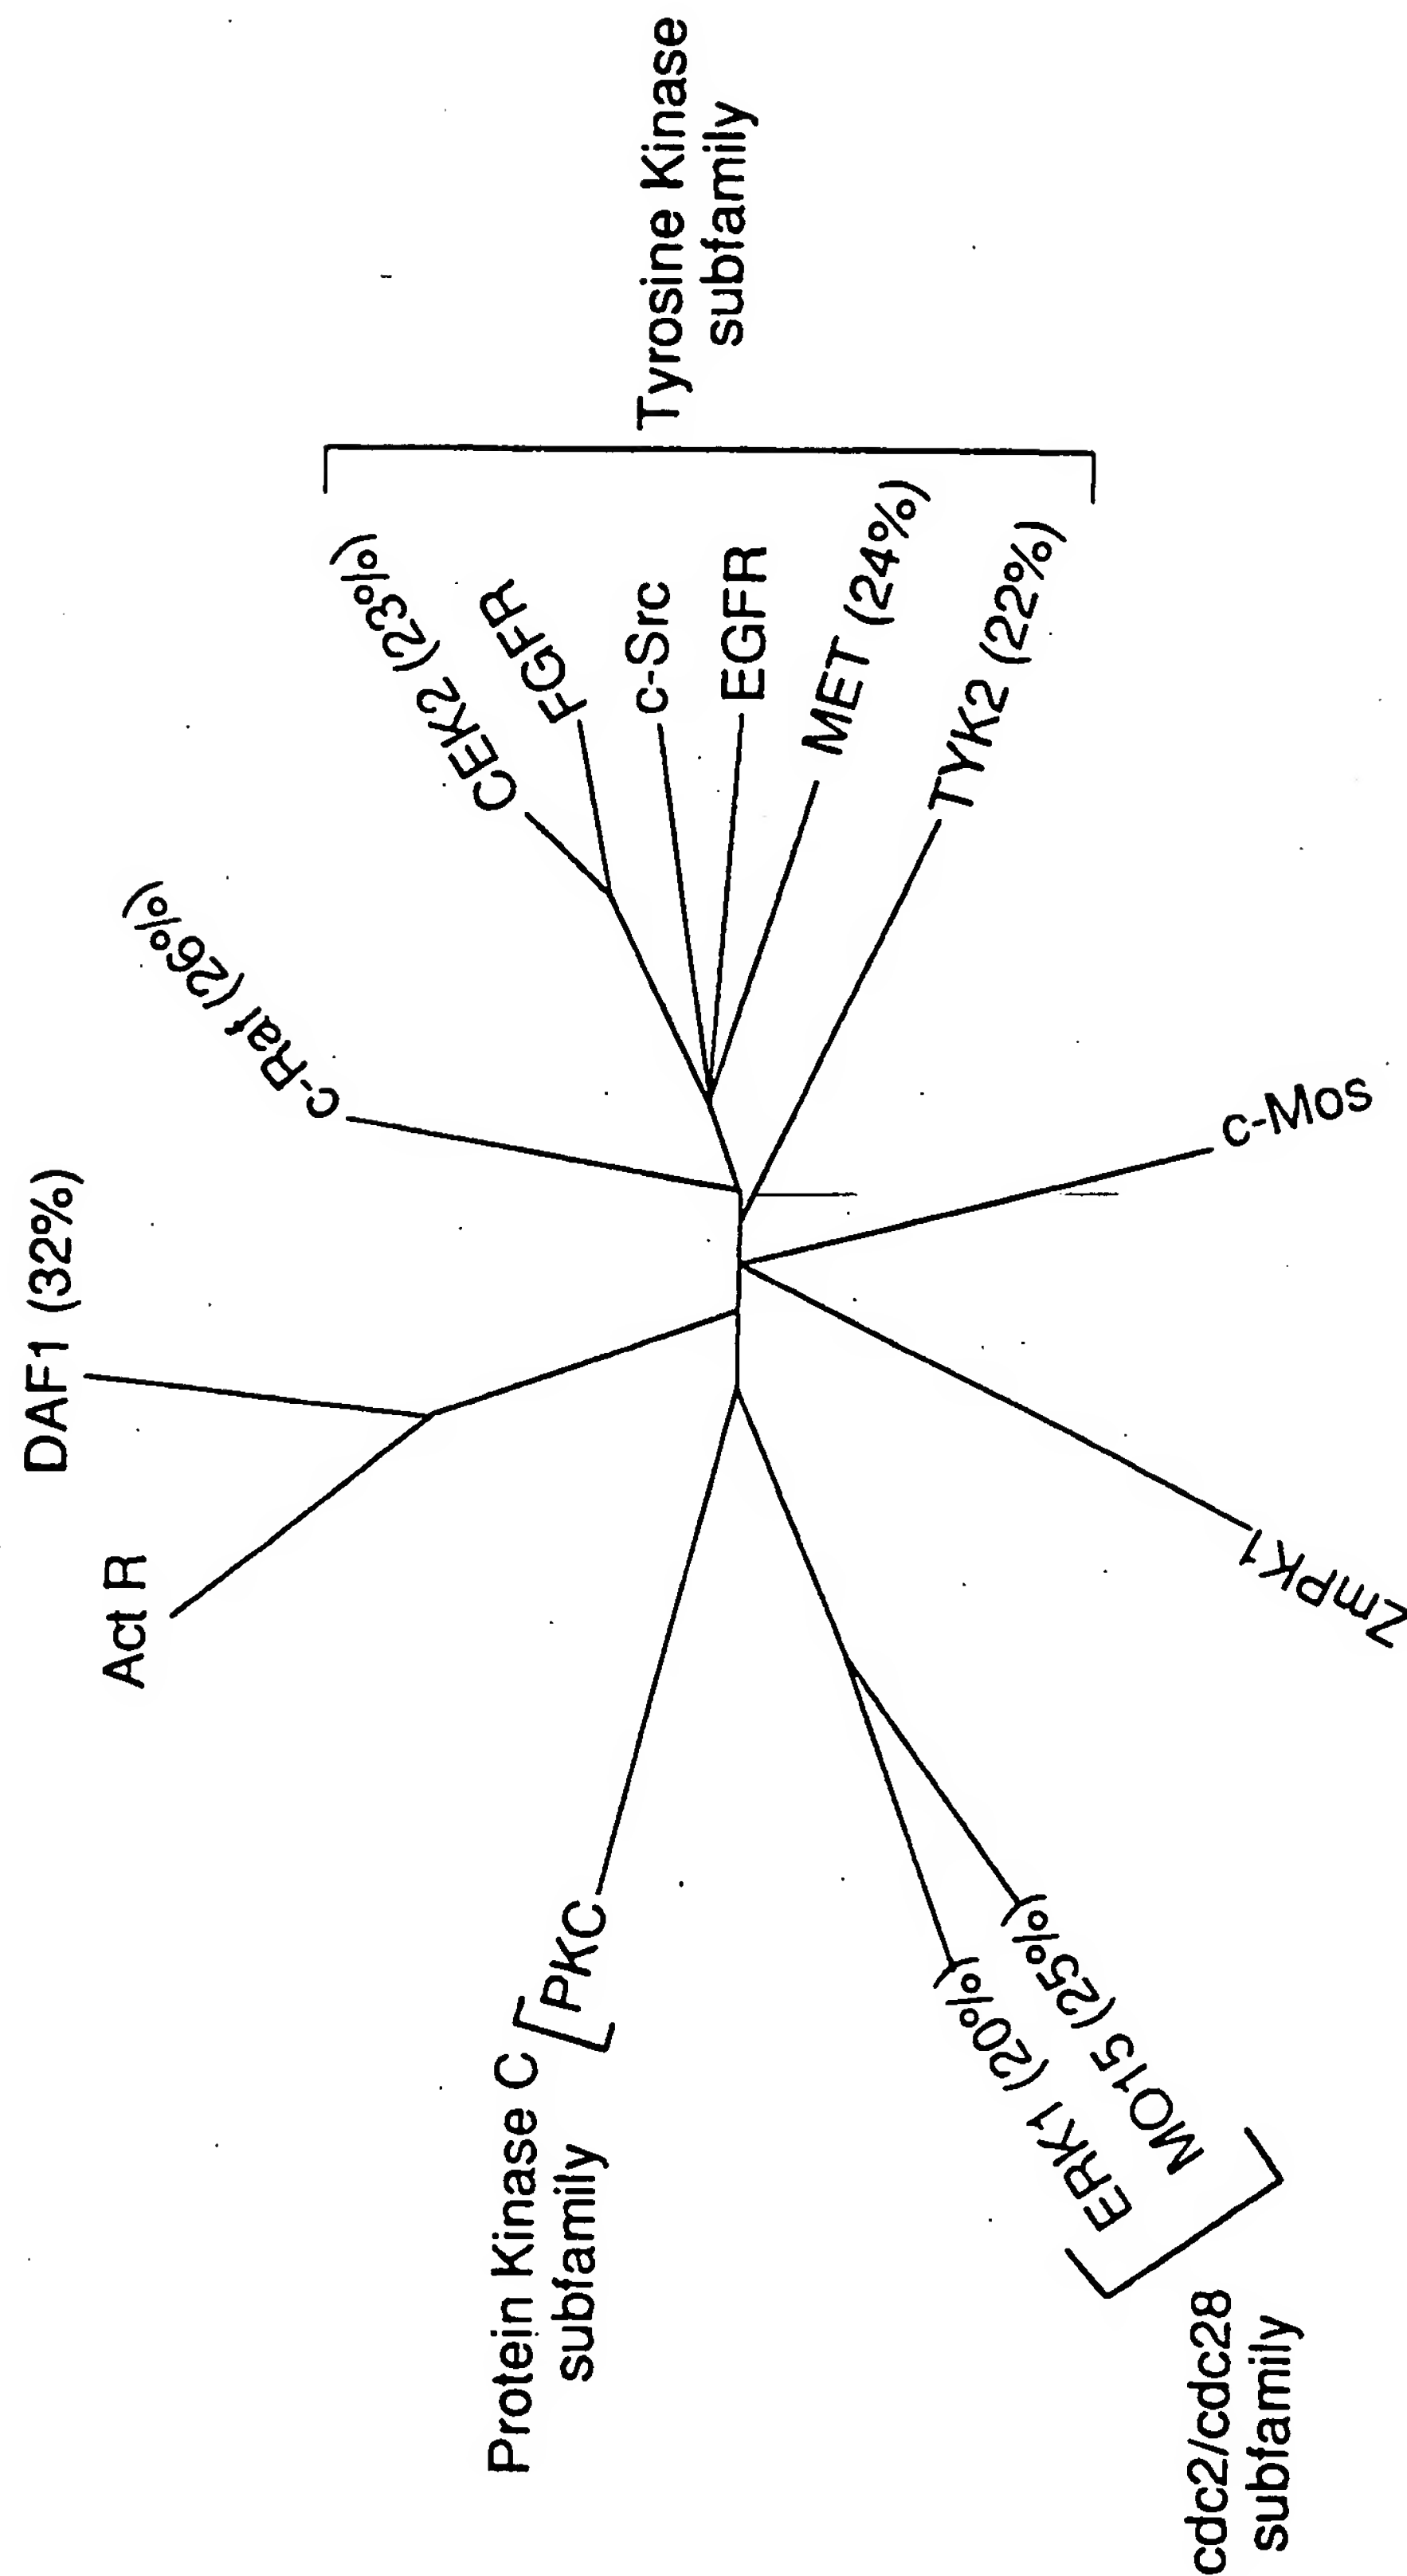 Act R
DAF1 (32%)
c-Raf (26%)
CEK2 (23%)
FGFR
c-Src
EGFR
MET (24%)
TYK2 (22%)
Tyrosine Kinase
subfamily
c-Mos
ZmPK1
Protein Kinase C
subfamily
PKC
ERK1 (20%)
MO15 (25%)
cdc2/cdc28
subfamily